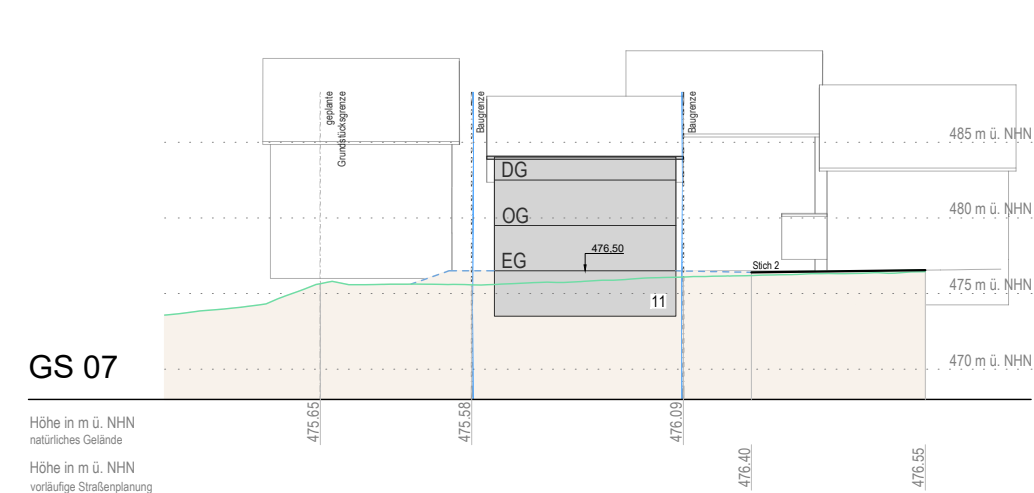 geplante
Grundstücksgrenze
Baugrenze
Baugrenze
485 m ü. NHN
DG
OG
480 m ü. NHN
476,50
EG
Stich 2
475 m ü. NHN
11
GS 07
470 m ü. NHN
Höhe in m ü. NHN
natürliches Gelände
475.65
475.58
476.09
Höhe in m ü. NHN
vorläufige Straßenplanung
476.40
476.55